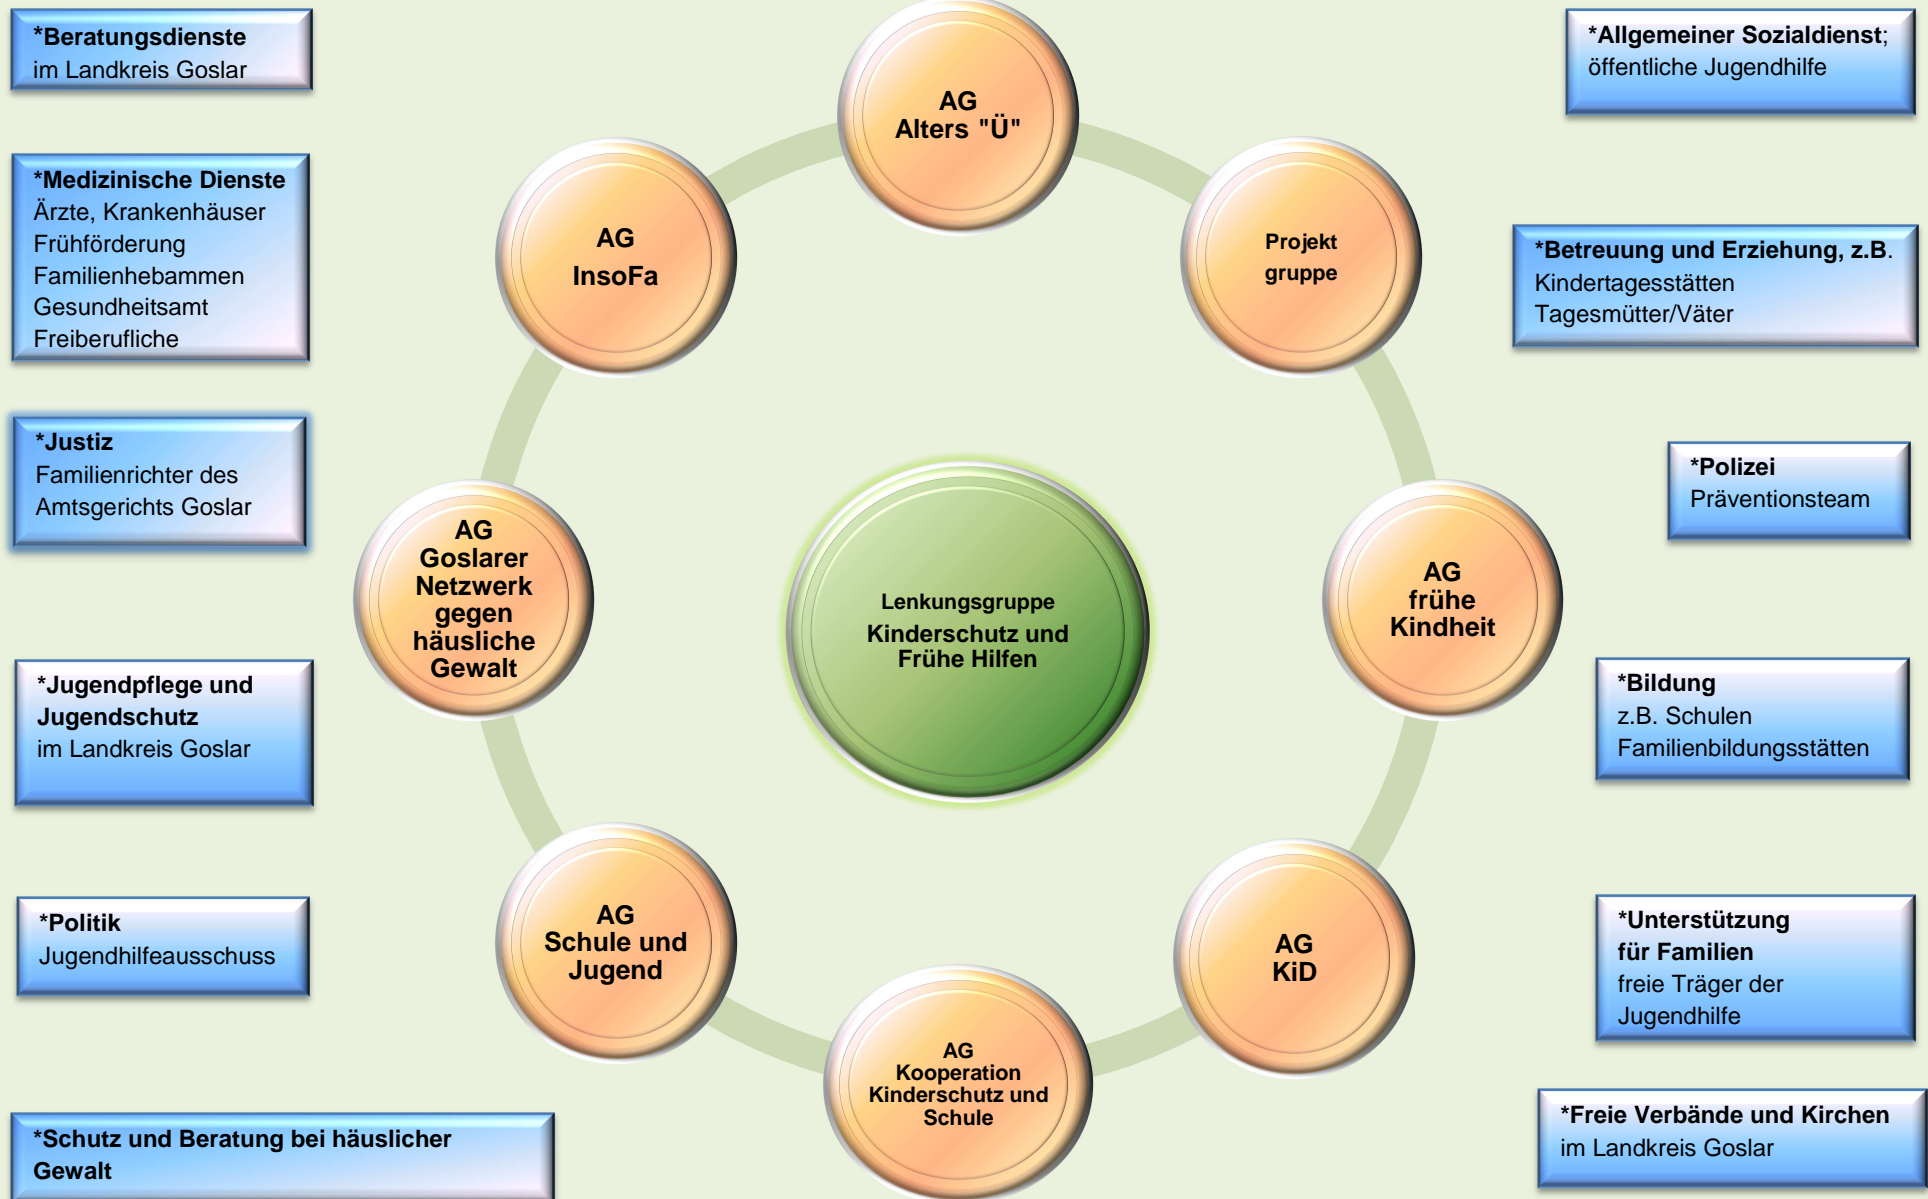 *Beratungsdienste
im Landkreis Goslar
*Medizinische Dienste
Ärzte, Krankenhäuser
Frühförderung
Familienhebammen
Gesundheitsamt
Freiberufliche
*Justiz
Familienrichter des
Amtsgerichts Goslar
*Jugendpflege und
Jugendschutz
im Landkreis Goslar
*Politik
Jugendhilfeausschuss
*Schutz und Beratung bei häuslicher
Gewalt
AG
Alters "Ü"
Projekt
gruppe
AG
frühe
Kindheit
AG
KiD
AG
Kooperation
Kinderschutz und
Schule
AG
Schule und
Jugend
AG
Goslarer
Netzwerk
gegen
häusliche
Gewalt
AG
InsoFa
Lenkungsgruppe
Kinderschutz und
Frühe Hilfen
*Allgemeiner Sozialdienst;
öffentliche Jugendhilfe
*Betreuung und Erziehung, z.B.
Kindertagesstätten
Tagesmütter/Väter
*Polizei
Präventionsteam
*Bildung
z.B. Schulen
Familienbildungsstätten
*Unterstützung
für Familien
freie Träger der
Jugendhilfe
*Freie Verbände und Kirchen
im Landkreis Goslar